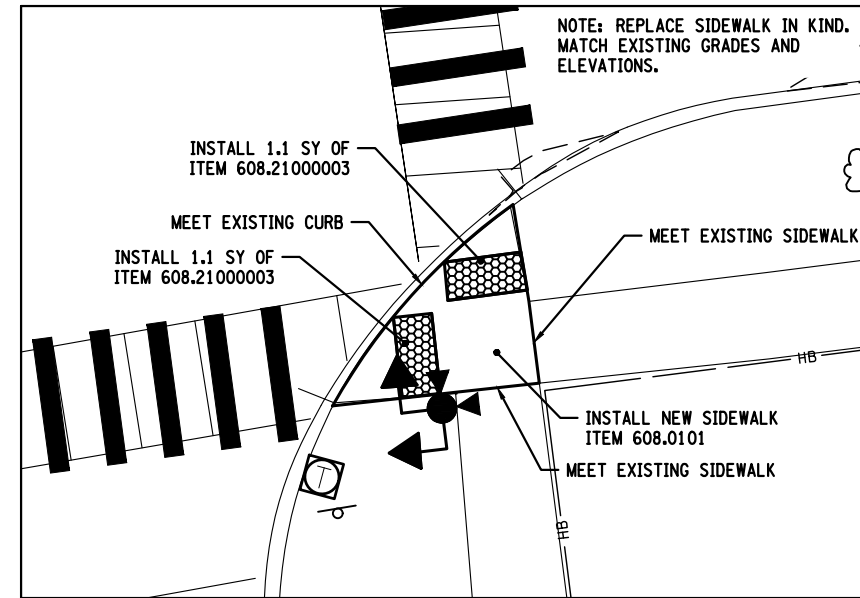 NOTE: REPLACE SIDEWALK IN KIND.
MATCH EXISTING GRADES AND
ELEVATIONS.
INSTALL 1.1 SY OF
ITEM 608.21000003
MEET EXISTING CURB
MEET EXISTING SIDEWALK
INSTALL 1.1 SY OF
ITEM 608.21000003
HB
INSTALL NEW SIDEWALK
ITEM 608.0101
MEET EXISTING SIDEWALK
T
HB